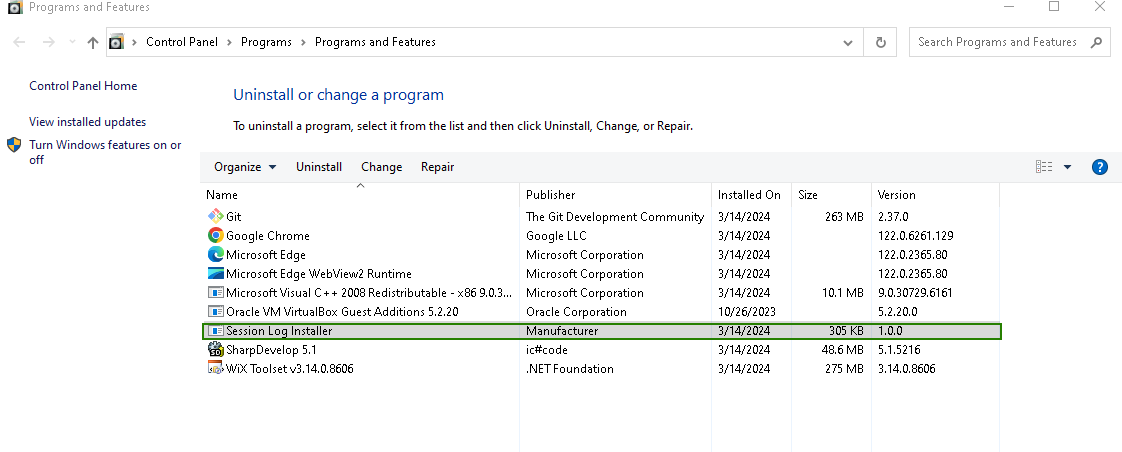 Programs and Features
Control Panel Programs Programs and Features Search Programs and Features
Control Panel Home
View installed updates
Turn Windows features on or
off
Uninstall or change a program
To uninstall a program, select it from the list and then click Uninstall, Change, or Repair.
Organize Uninstall Change Repair ?
Name Publisher Installed On Size Version
Git The Git Development Community 3/14/2024 263 MB 2.37.0
Google Chrome Google LLC 3/14/2024 122.0.6261.129
Microsoft Edge Microsoft Corporation 3/14/2024 122.0.2365.80
Microsoft Edge WebView2 Runtime Microsoft Corporation 3/14/2024 122.0.2365.80
Microsoft Visual C++ 2008 Redistributable - x86 9.0.3... Microsoft Corporation 3/14/2024 10.1 MB 9.0.30729.6161
Oracle VM VirtualBox Guest Additions 5.2.20 Oracle Corporation 10/26/2023 5.2.20.0
Session Log Installer Manufacturer 3/14/2024 305 KB 1.0.0
SharpDevelop 5.1 ic#code 3/14/2024 48.6 MB 5.1.5216
WiX Toolset v3.14.0.8606 .NET Foundation 3/14/2024 275 MB 3.14.0.8606